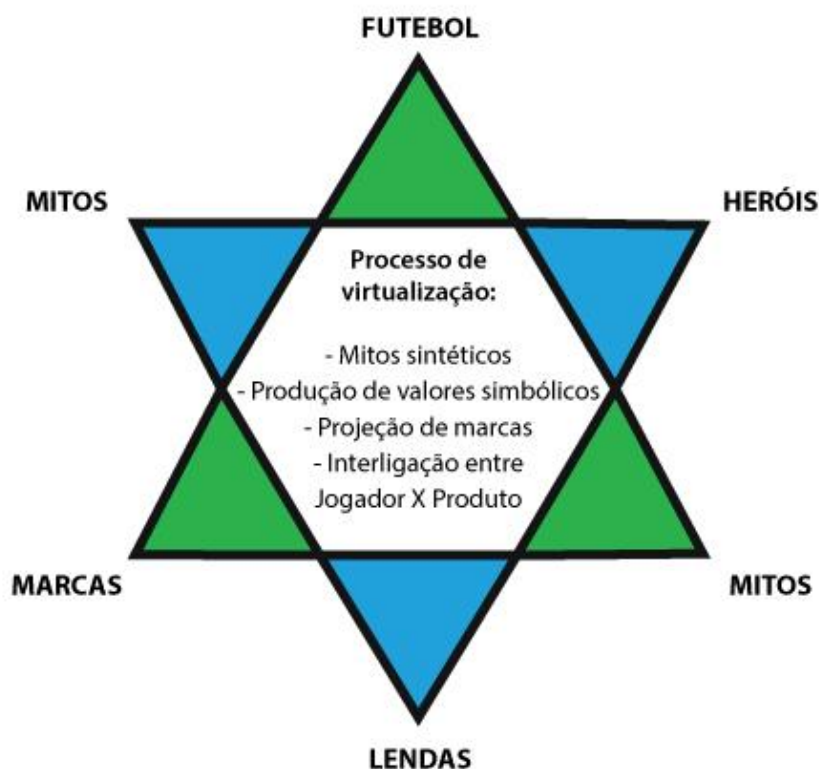 FUTEBOL
MITOS
HERÓIS
Processo de
virtualização:
- Mitos sintéticos
- Produção de valores simbólicos
- Projeção de marcas
- Interligação entre
Jogador X Produto
MARCAS
MITOS
LENDAS